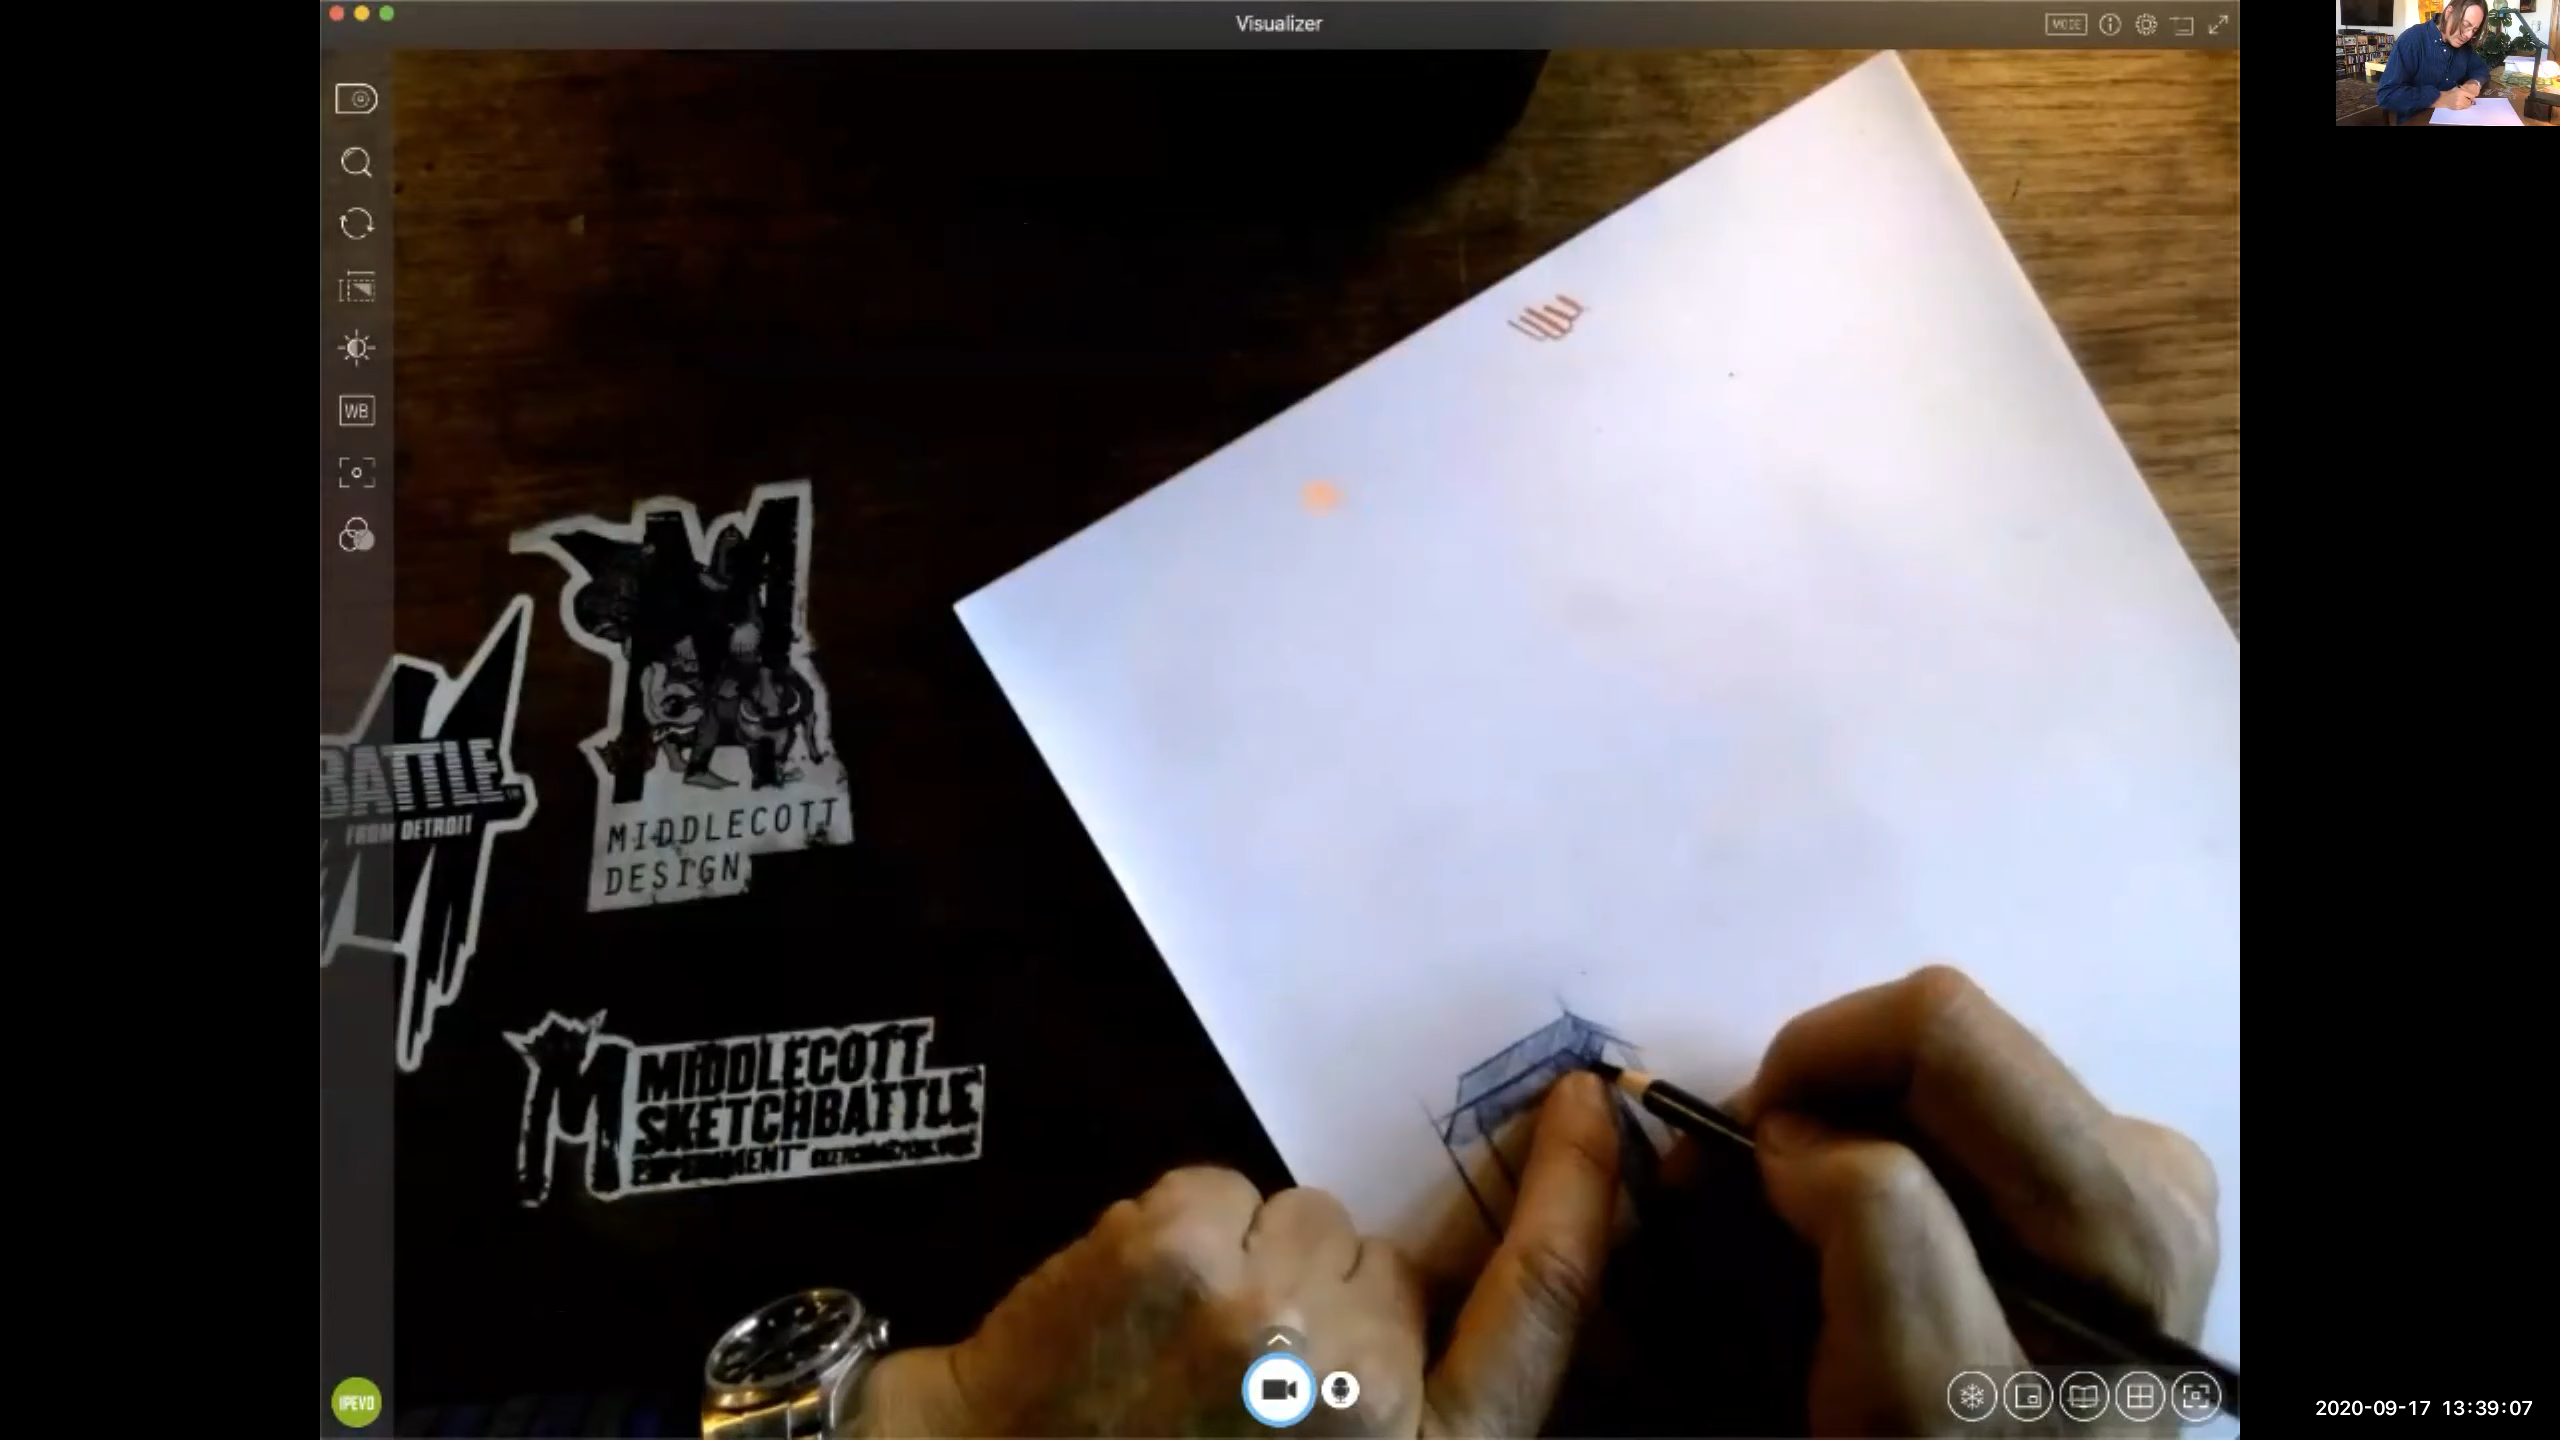 Visualizer
MODE
WB
BATTLE
FROM DETROIT
MIDDLECOTT
DESIGN
M MIDDLECOTT
SKETCHBATTLE
EXPERIMENT
IPEVO
2020-09-17 13:39:07